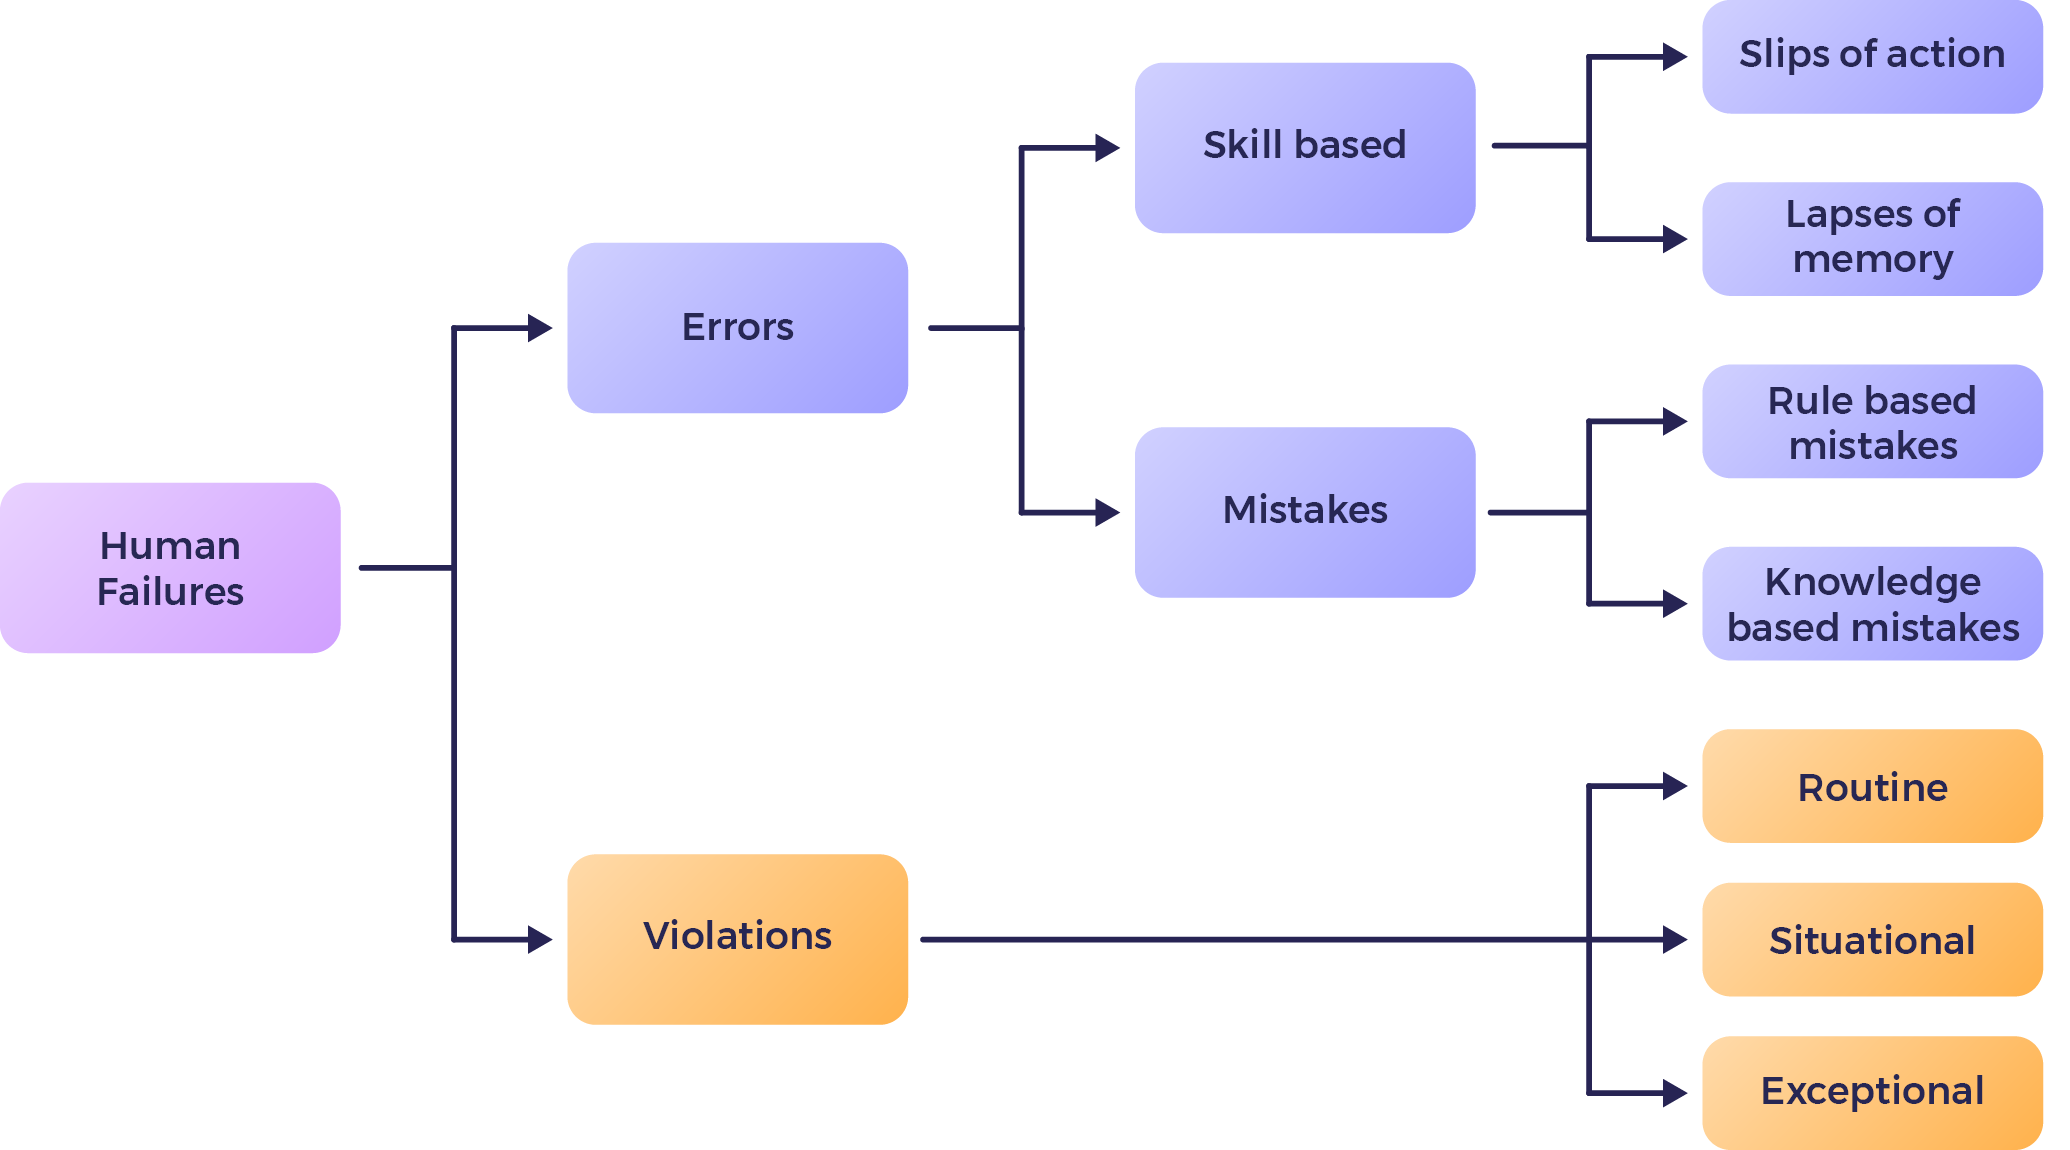 Human
Failures
Errors
Violations
Skill based
Mistakes
Slips of action
Lapses of
memory
Rule based
mistakes
Knowledge
based mistakes
Routine
Situational
Exceptional